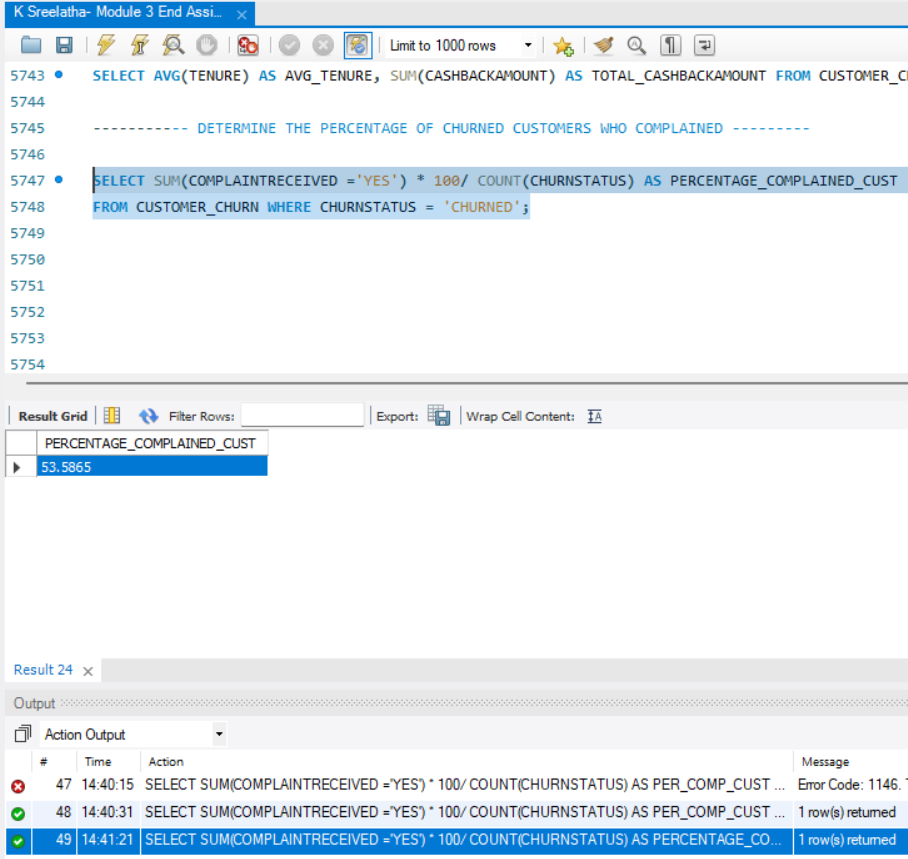 K Sreelatha- Module 3 End Assi...
Limit to 1000 rows
5743 SELECT AVG(TENURE) AS AVG_TENURE, SUM(CASHBACKAMOUNT) AS TOTAL_CASHBACKAMOUNT FROM CUSTOMER_C
5744
5745 ----------- DETERMINE THE PERCENTAGE OF CHURNED CUSTOMERS WHO COMPLAINED ---------
5746
5747 SELECT SUM(COMPLAINTRECEIVED ='YES') * 100/ COUNT(CHURNSTATUS) AS PERCENTAGE_COMPLAINED_CUST
5748 FROM CUSTOMER_CHURN WHERE CHURNSTATUS = 'CHURNED';
5749
5750
5751
5752
5753
5754
Result Grid Filter Rows: Export: Wrap Cell Content: IA
PERCENTAGE_COMPLAINED_CUST
53.5865
Result 24
Output
Action Output
# Time Action Message
47 14:40:15 SELECT SUM(COMPLAINTRECEIVED ='YES') * 100/ COUNT(CHURNSTATUS) AS PER_COMP_CUST ... Error Code: 1146.
48 14:40:31 SELECT SUM(COMPLAINTRECEIVED ='YES') * 100/ COUNT(CHURNSTATUS) AS PER_COMP_CUST ... 1 row(s) returned
49 14:41:21 SELECT SUM(COMPLAINTRECEIVED ='YES') * 100/ COUNT(CHURNSTATUS) AS PERCENTAGE_CO... 1 row(s) returned